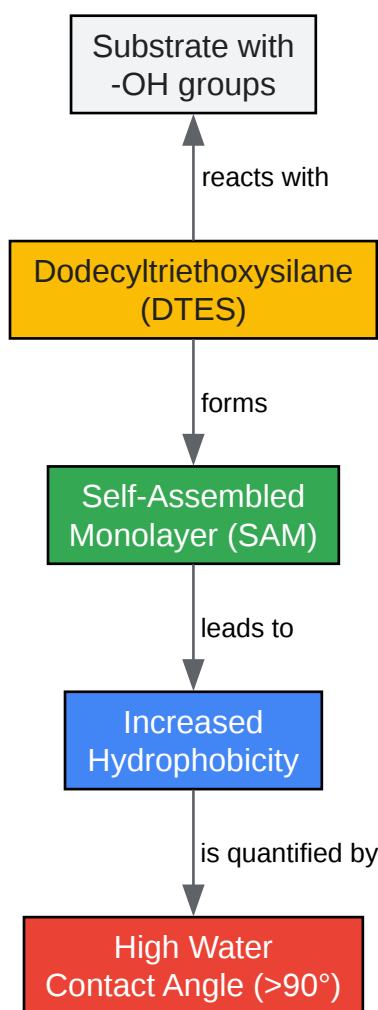 Substrate with
-OH groups
reacts with
Dodecyltriethoxysilane
(DTES)
forms
Self-Assembled
Monolayer (SAM)
leads to
Increased
Hydrophobicity
is quantified by
High Water
Contact Angle (>90°)